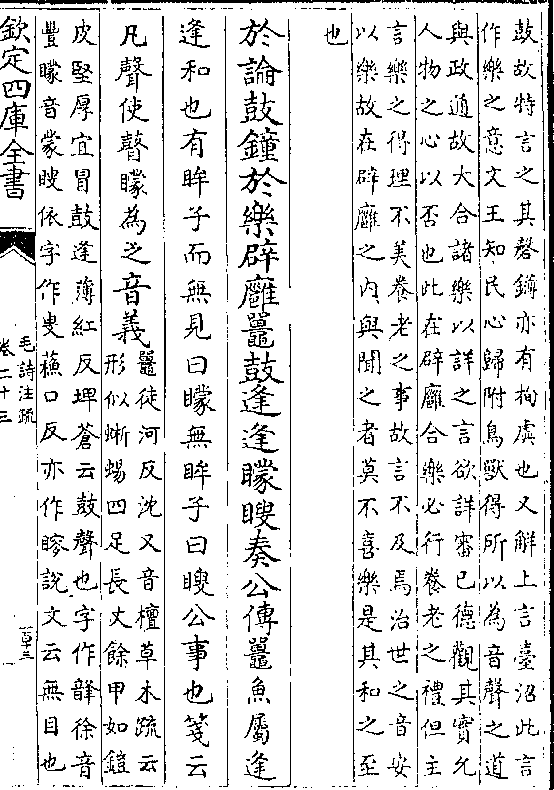 鼓故特言之其磬鏄亦有拘虡也又解上言臺沼此言
作樂之意文王知民心歸附鳥獸得所以為音聲之道
與政通故大合諸樂以詳之言欲詳審已德觀其實允
人物之心以否也此在辟廱合樂必行養老之禮但主
言樂之得理不美養老之事故言不及焉治世之音安
以樂故在辟廱之内與聞之者莫不喜樂是其和之至
也
於論鼓鐘於樂辟廱鼉鼓逢逢矇瞍奏公傳鼉魚屬逢
逢和也有眸子而無見曰矇無眸子曰瞍公事也箋云
凡聲使瞽矇為之音義
鼉徒河反沈又音檀草木疏云
形似蜥蜴四足長丈餘甲如鎧
皮堅厚宜冒鼓逢薄紅反埤蒼云鼓聲也字作韸徐音
豐矇音蒙瞍依字作叟蘓口反亦作䏂說文云無目也
欽定四庫全書
毛詩注疏
卷二十三
一百十三